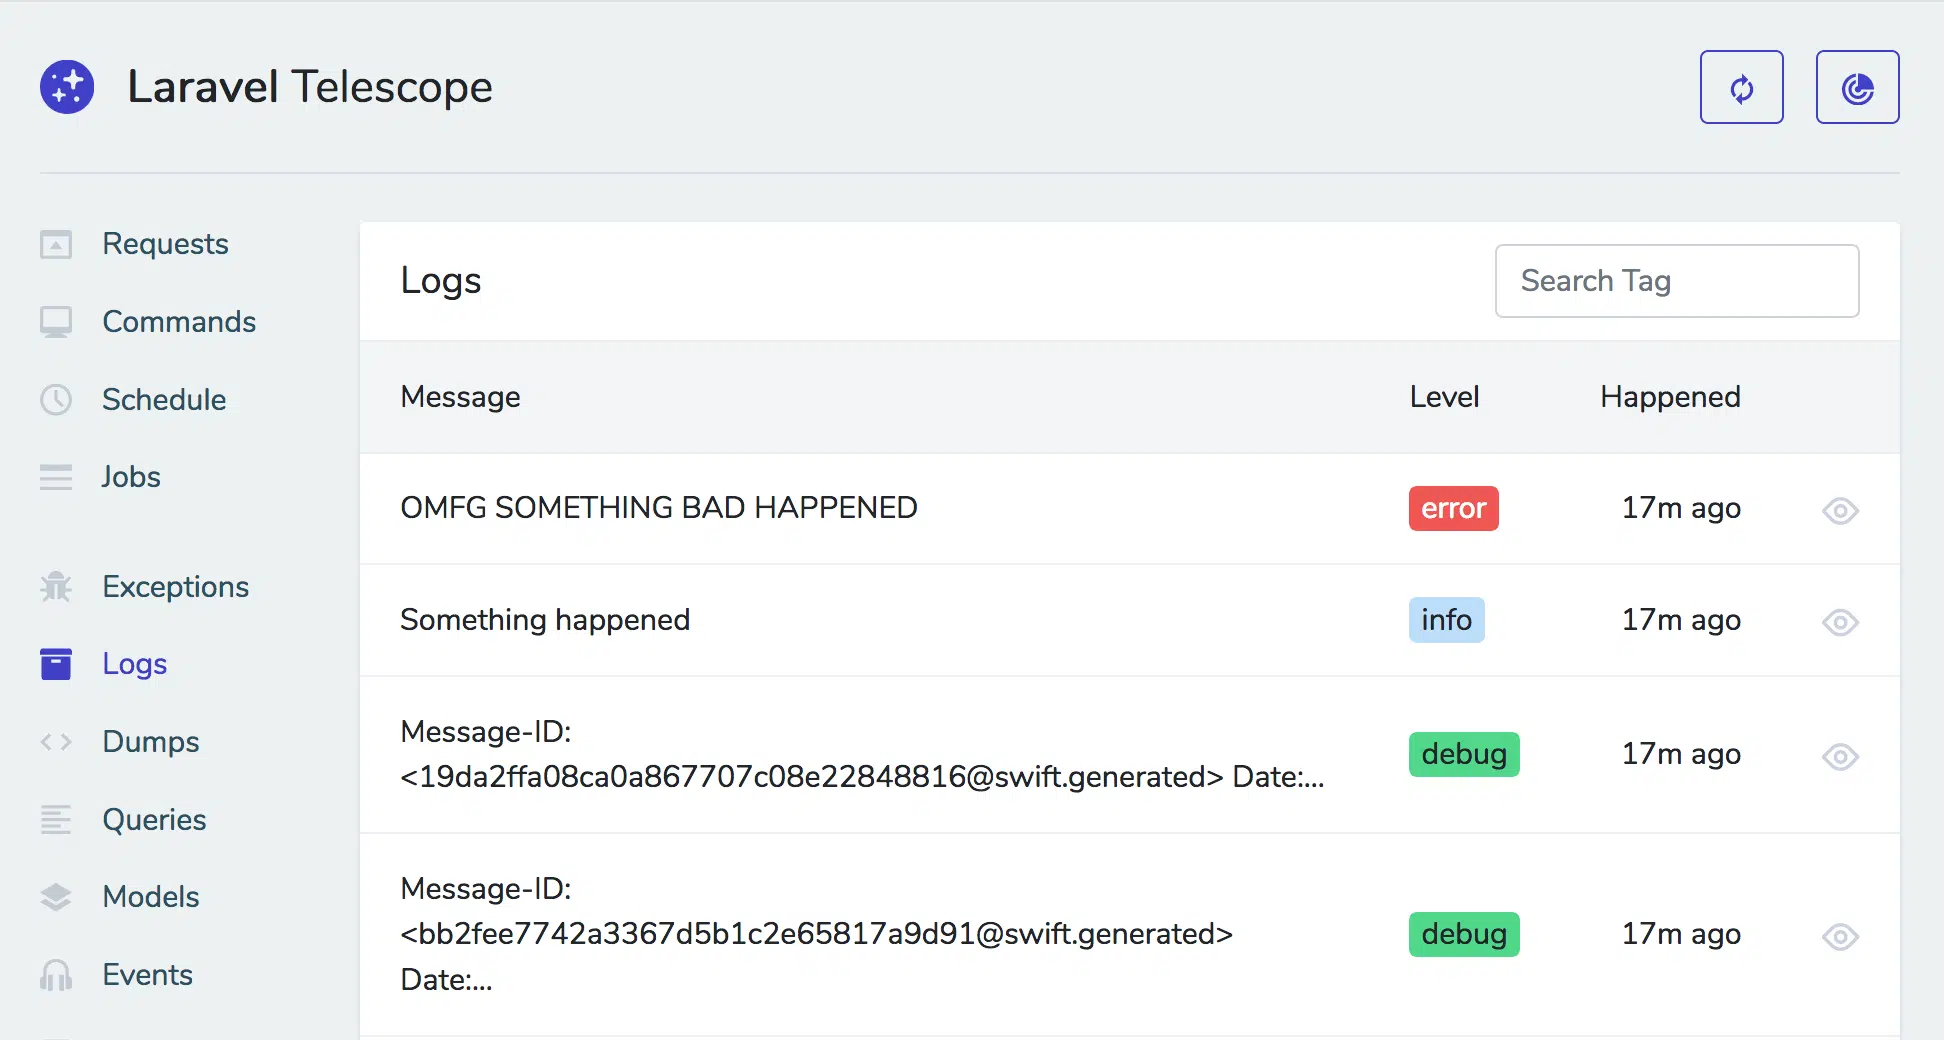 Laravel Telescope
Requests
Commands
Schedule
Jobs
Exceptions
Logs
Dumps
Queries
Models
Events
Logs
Search Tag
Message Level Happened
OMFG SOMETHING BAD HAPPENED error 17m ago
Something happened info 17m ago
Message-ID:
<19da2ffa08ca0a867707c08e22848816@swift.generated> Date:... debug 17m ago
Message-ID:
<bb2fee7742a3367d5b1c2e65817a9d91@swift.generated> debug 17m ago
Date:...